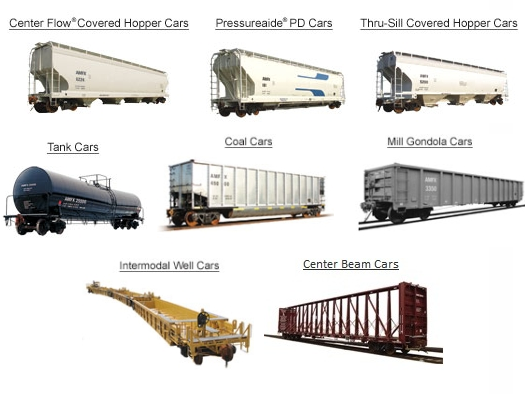 Center Flow® Covered Hopper Cars
Pressureaide® PD Cars
Thru-Sill Covered Hopper Cars
Tank Cars
Coal Cars
Mill Gondola Cars
Intermodal Well Cars
Center Beam Cars